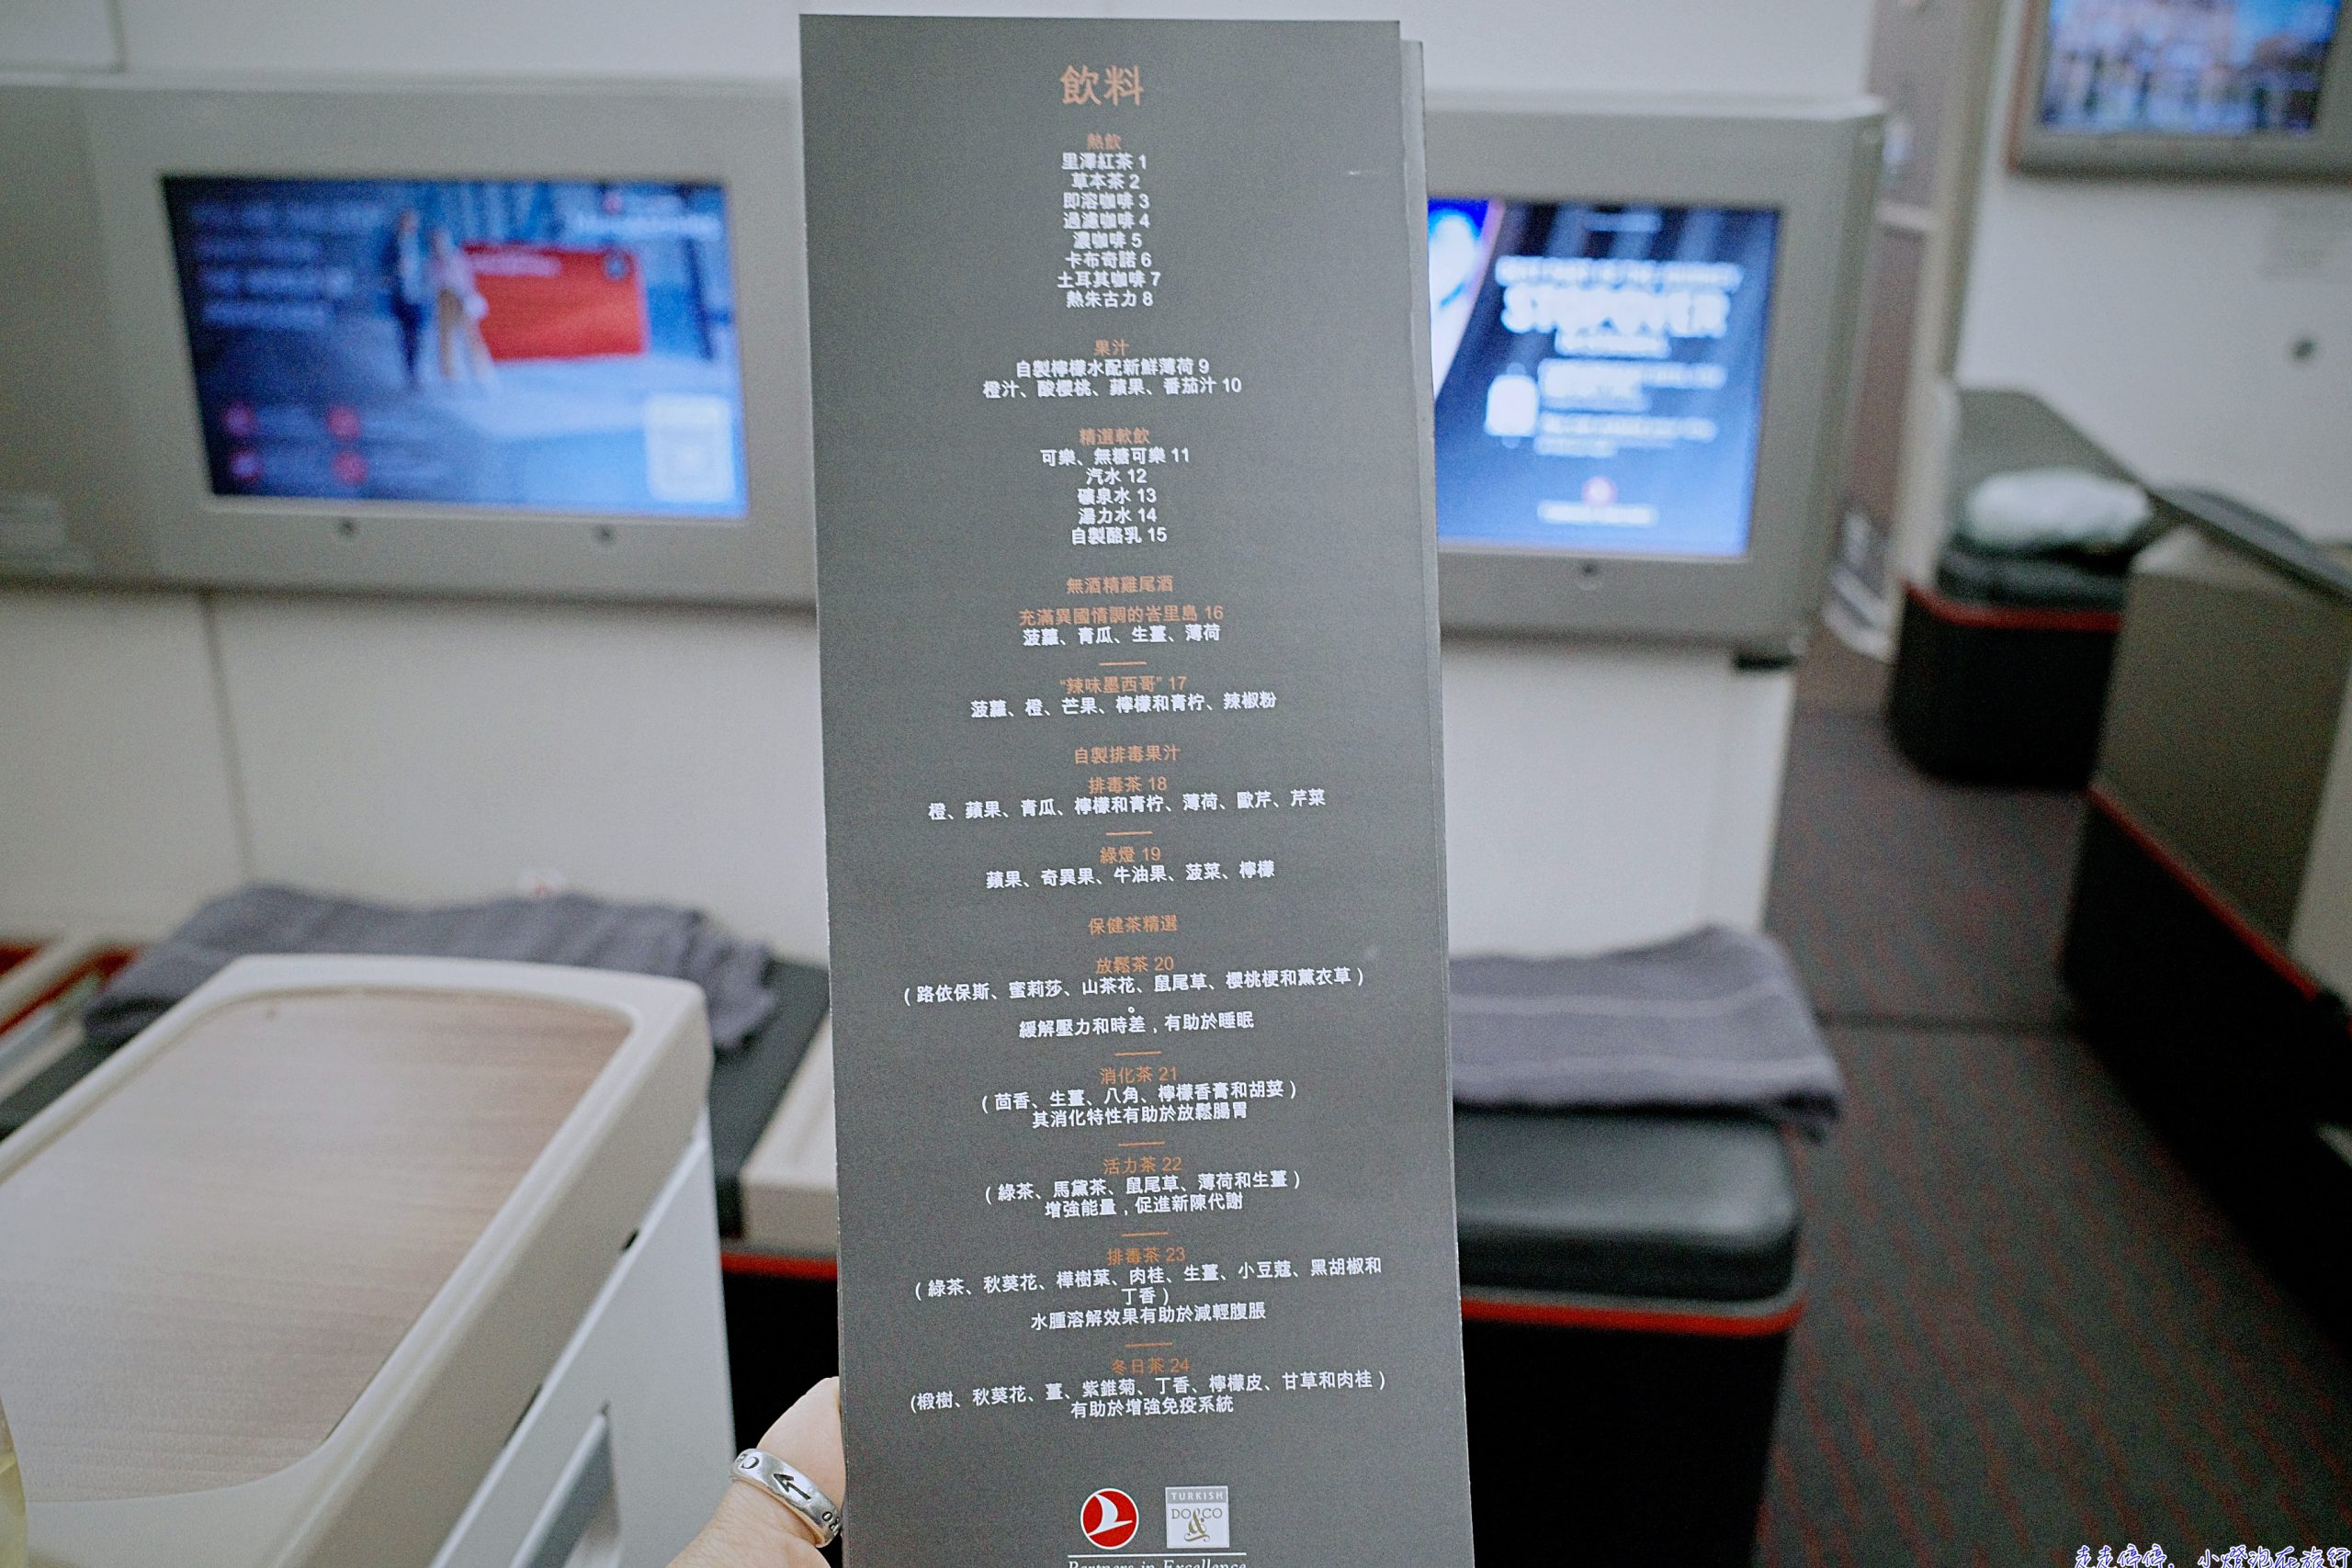 飲料
熱飲
里澤紅茶 1
草本茶 2
即溶咖啡 3
過濾咖啡 4
濃咖啡 5
卡布奇諾 6
土耳其咖啡 7
熱朱古力 8
果汁
自製檸檬水配新鮮薄荷 9
橙汁、酸櫻桃、蘋果、番茄汁 10
精選軟飲
可樂、無糖可樂 11
汽水 12
礦泉水 13
湯力水 14
自製酪乳 15
無酒精雞尾酒
充滿異國情調的峇里島 16
菠蘿、青瓜、生薑、薄荷
“辣味墨西哥” 17
菠蘿、橙、芒果、檸檬和青柠、辣椒粉
自製排毒果汁
排毒茶 18
橙、蘋果、青瓜、檸檬和青柠、薄荷、歐芹、芹菜
綠燈 19
蘋果、奇異果、牛油果、菠菜、檸檬
保健茶精選
放鬆茶 20
（路依保斯、蜜莉莎、山茶花、鼠尾草、櫻桃梗和薰衣草）
。
緩解壓力和時差，有助於睡眠
消化茶 21
（茴香、生薑、八角、檸檬香膏和胡荽）
其消化特性有助於放鬆腸胃
活力茶 22
（綠茶、馬黛茶、鼠尾草、薄荷和生薑）
增強能量，促進新陳代謝
排毒茶 23
（綠茶、秋葵花、樺樹葉、肉桂、生薑、小豆蔻、黑胡椒和
丁香）
水腫溶解效果有助於減輕腹脹
冬日茶 24
(椴樹、秋葵花、薑、紫錐菊、丁香、檸檬皮、甘草和肉桂）
有助於增強免疫系統
TURKISH
DO&CO
Partners in Excellence
STOPOVER
走走停停，小燈泡在旅行